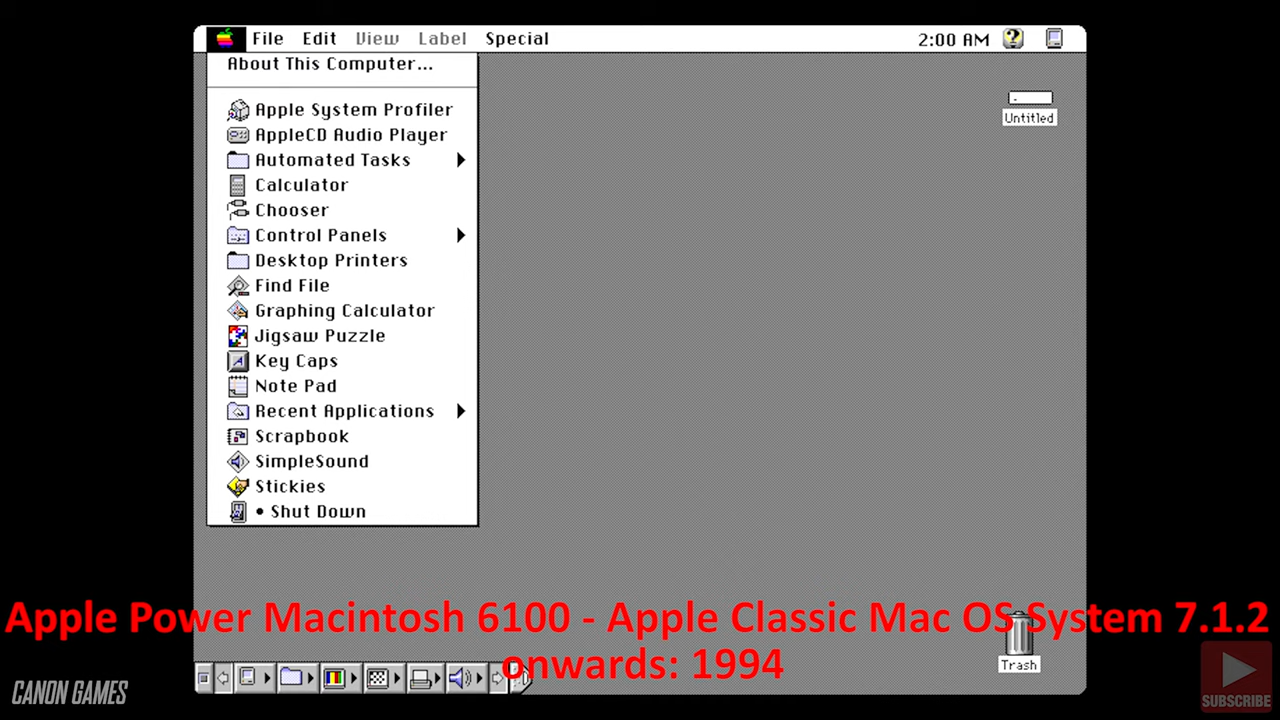 File Edit View Label Special 2:00 AM
About This Computer...
Apple System Profiler
AppleCD Audio Player
Automated Tasks
Calculator
Chooser
Control Panels
Desktop Printers
Find File
Graphing Calculator
Jigsaw Puzzle
Key Caps
Note Pad
Recent Applications
Scrapbook
SimpleSound
Stickies
• Shut Down
Untitled
Apple Power Macintosh 6100 - Apple Classic Mac OS System 7.1.2
onwards: 1994
Trash
CANON GAMES
SUBSCRIBE